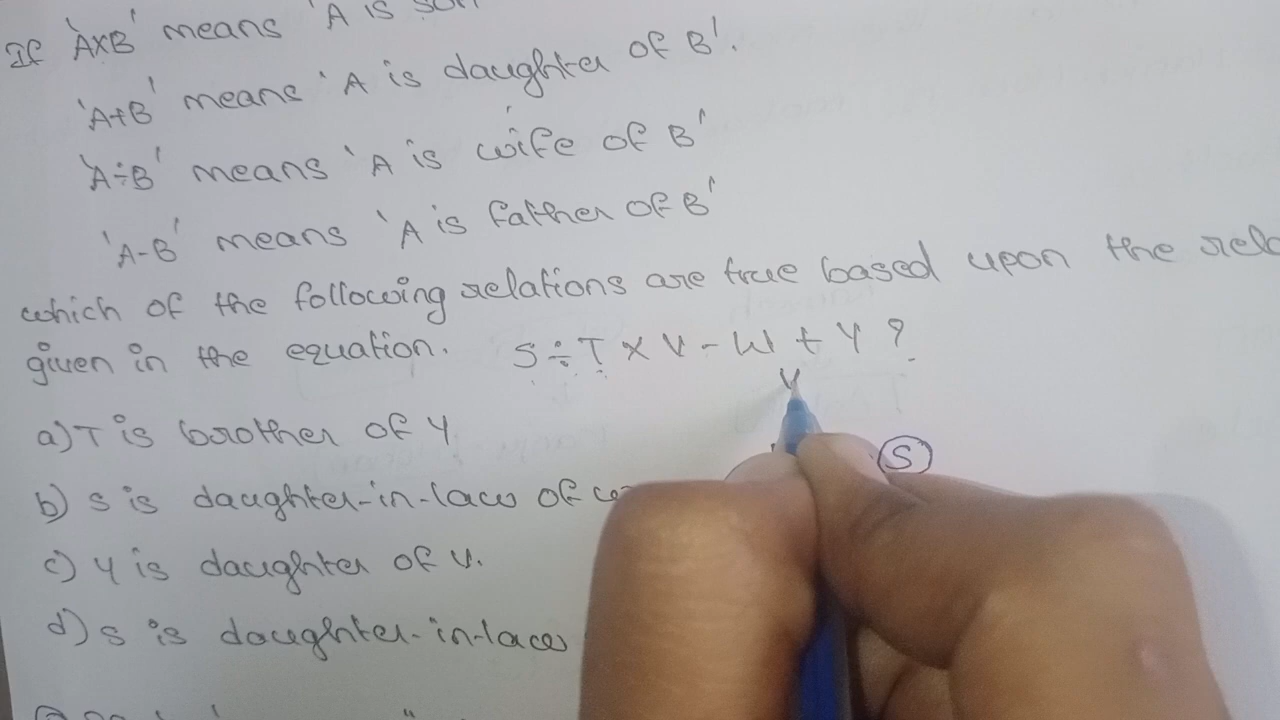 If 'A×B' means 'A is son
'A+B' means 'A is daughter of B'.
'A÷B' means 'A is wife of B'
'A-B' means 'A is father of B'
which of the following relations are true based upon the rela
given in the equation. S ÷ T × V - W + Y ?
V
S
a) T is brother of Y
b) S is daughter-in-law of
c) Y is daughter of V.
d) S is daughter-in-law